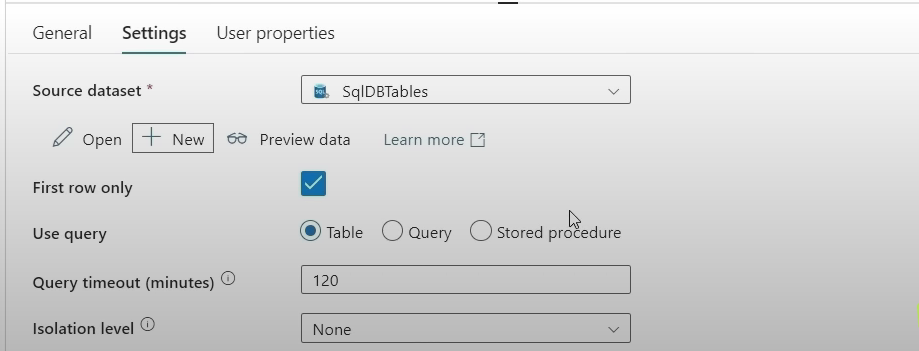 General Settings User properties
Source dataset * SQL SqlDBTables
Open New Preview data Learn more
First row only
Use query Table Query Stored procedure
Query timeout (minutes) 120
Isolation level None